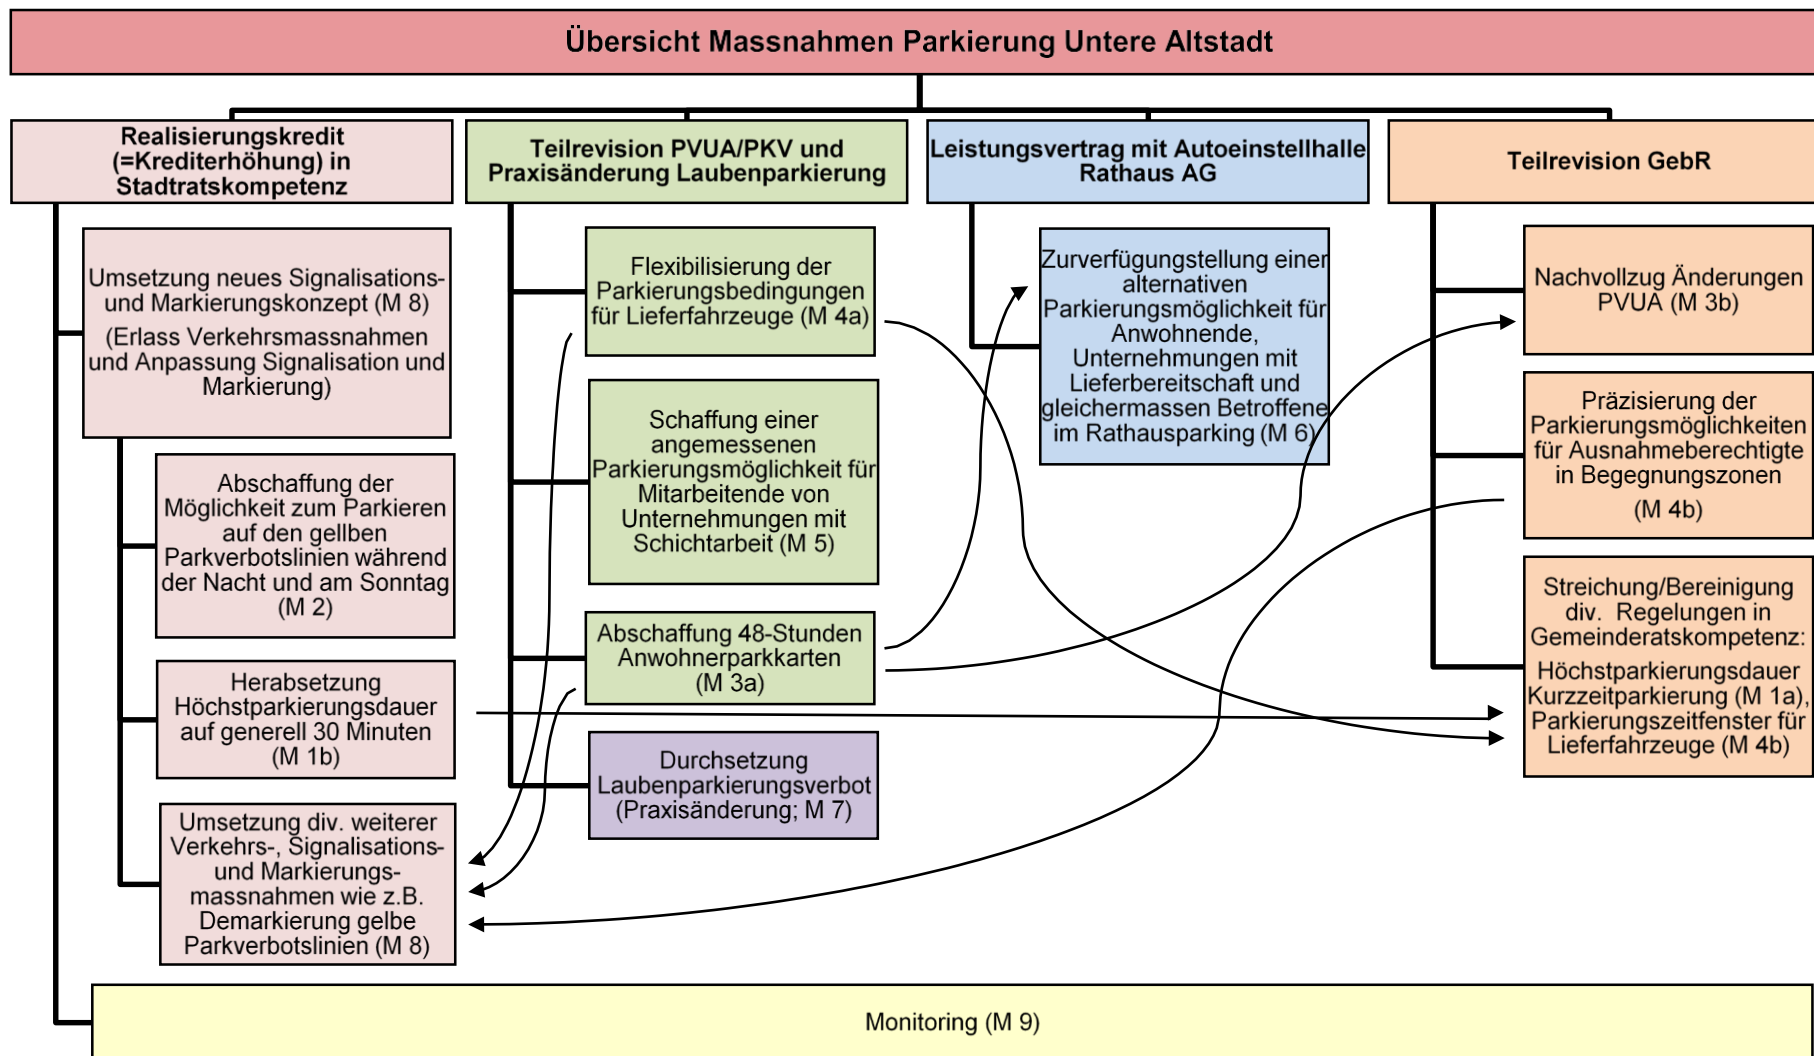 Übersicht Massnahmen Parkierung Untere Altstadt
Realisierungskredit
(=Krediterhöhung) in
Stadtratskompetenz
Umsetzung neues Signalisations-
und Markierungskonzept (M 8)
(Erlass Verkehrsmassnahmen
und Anpassung Signalisation und
Markierung)
Abschaffung der
Möglichkeit zum Parkieren
auf den gellben
Parkverbotslinien während
der Nacht und am Sonntag
(M 2)
Herabsetzung
Höchstparkierungsdauer
auf generell 30 Minuten
(M 1b)
Umsetzung div. weiterer
Verkehrs-, Signalisations-
und Markierungs-
massnahmen wie z.B.
Demarkierung gelbe
Parkverbotslinien (M 8)
Teilrevision PVUA/PKV und
Praxisänderung Laubenparkierung
Flexibilisierung der
Parkierungsbedingungen
für Lieferfahrzeuge (M 4a)
Schaffung einer
angemessenen
Parkierungsmöglichkeit für
Mitarbeitende von
Unternehmungen mit
Schichtarbeit (M 5)
Abschaffung 48-Stunden
Anwohnerparkkarten
(M 3a)
Durchsetzung
Laubenparkierungsverbot
(Praxisänderung; M 7)
Leistungsvertrag mit Autoeinstellhalle
Rathaus AG
Zurverfügungstellung einer
alternativen
Parkierungsmöglichkeit für
Anwohnende,
Unternehmungen mit
Lieferbereitschaft und
gleichermassen Betroffene
im Rathausparking (M 6)
Teilrevision GebR
Nachvollzug Änderungen
PVUA (M 3b)
Präzisierung der
Parkierungsmöglichkeiten
für Ausnahmeberechtigte
in Begegnungszonen
(M 4b)
Streichung/Bereinigung
div. Regelungen in
Gemeinderatskompetenz:
Höchstparkierungsdauer
Kurzzeitparkierung (M 1a),
Parkierungszeitfenster für
Lieferfahrzeuge (M 4b)
Monitoring (M 9)